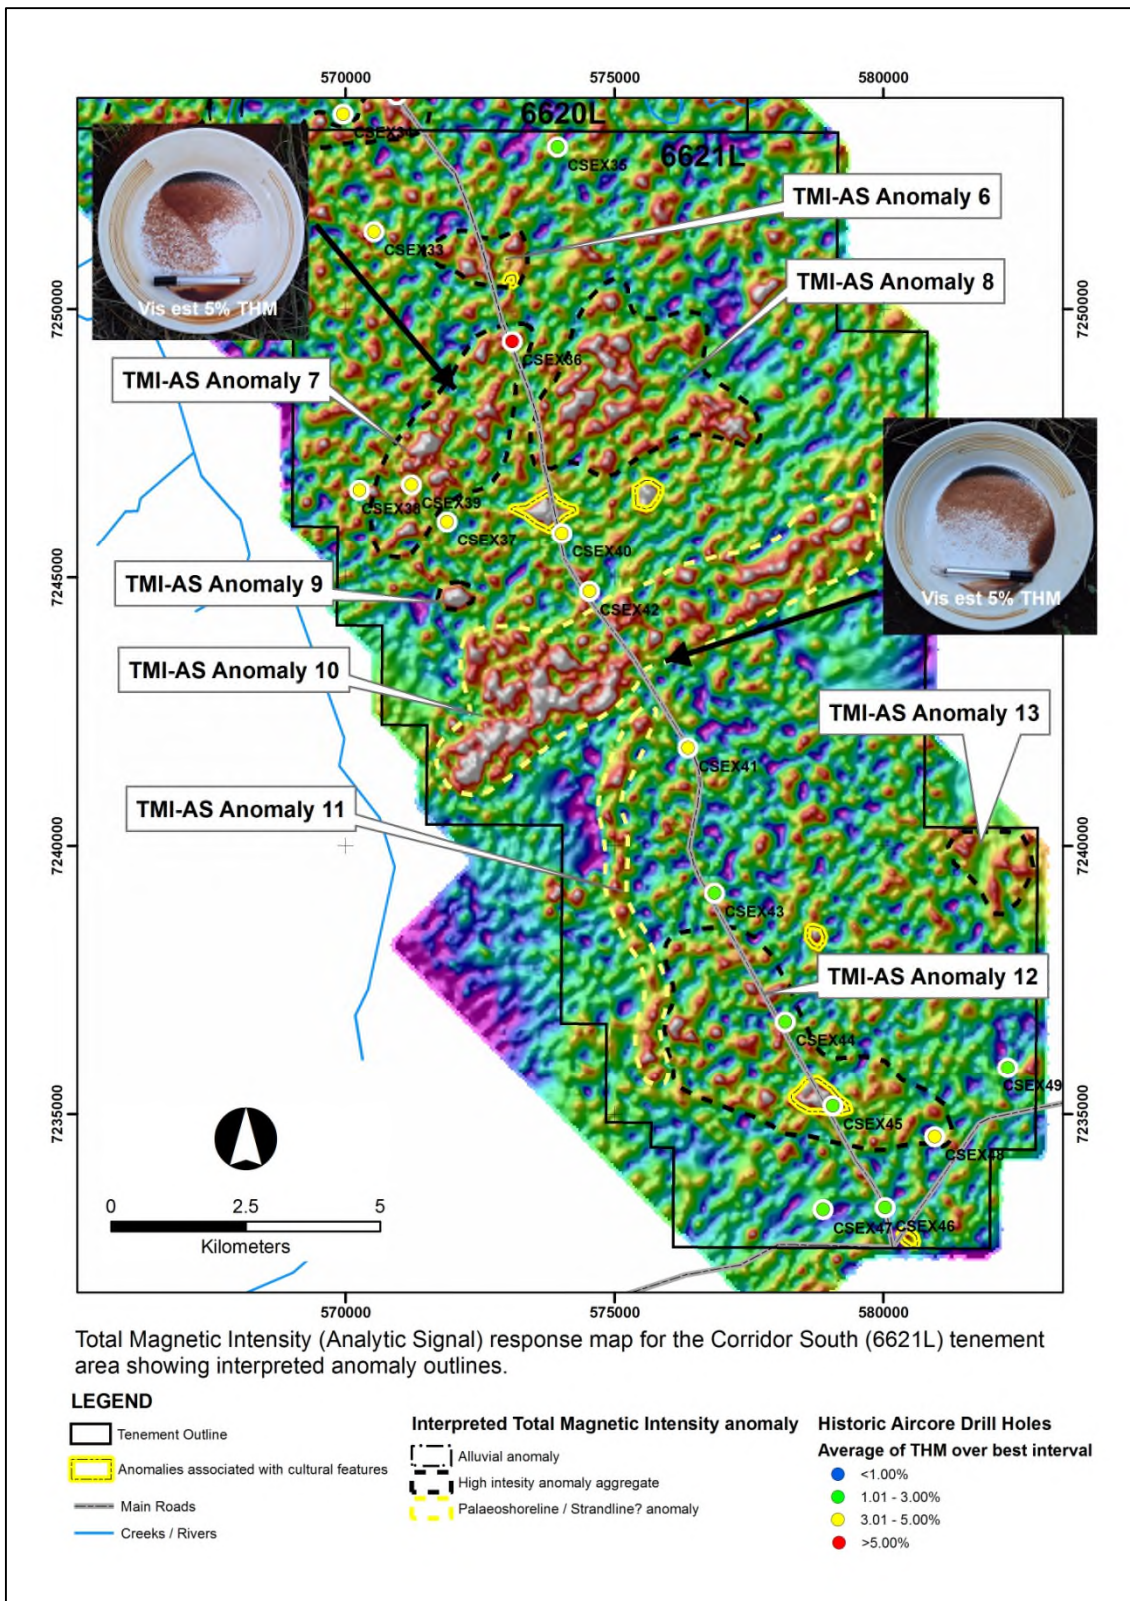 570000
575000
580000
6620L
6621L
CSEX34
CSEX35
TMI-AS Anomaly 6
CSEX33
TMI-AS Anomaly 8
Vis est 5% THM
7250000
7250000
CSEX36
TMI-AS Anomaly 7
CSEX39
CSEX38
CSEX37
CSEX40
TMI-AS Anomaly 9
7245000
7245000
CSEX42
Vis est 5% THM
TMI-AS Anomaly 10
TMI-AS Anomaly 13
CSEX41
TMI-AS Anomaly 11
7240000
7240000
CSEX43
TMI-AS Anomaly 12
CSEX44
CSEX49
7235000
7235000
CSEX45
CSEX48
CSEX47
CSEX46
0
2.5
5
Kilometers
570000
575000
580000
Total Magnetic Intensity (Analytic Signal) response map for the Corridor South (6621L) tenement
area showing interpreted anomaly outlines.
LEGEND
Tenement Outline
Anomalies associated with cultural features
Main Roads
Creeks / Rivers
Interpreted Total Magnetic Intensity anomaly
Alluvial anomaly
High intesity anomaly aggregate
Palaeoshoreline / Strandline? anomaly
Historic Aircore Drill Holes
Average of THM over best interval
<1.00%
1.01 - 3.00%
3.01 - 5.00%
>5.00%